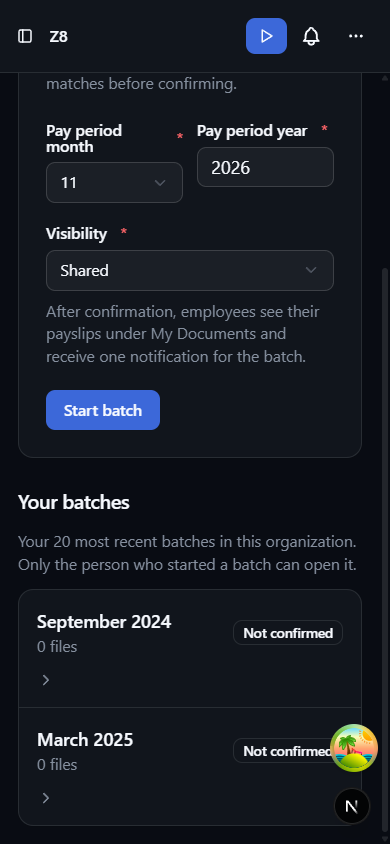 Z8
matches before confirming.
Pay period
month *
Pay period year *
11
2026
Visibility *
Shared
After confirmation, employees see their
payslips under My Documents and
receive one notification for the batch.
Start batch
Your batches
Your 20 most recent batches in this organization.
Only the person who started a batch can open it.
September 2024
Not confirmed
0 files
March 2025
Not confirmed
0 files
N